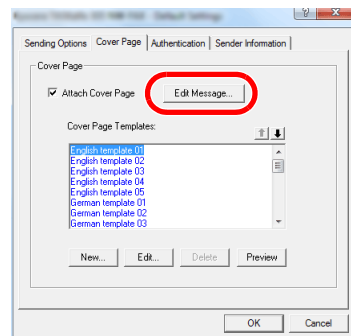 Default Settings
Sending Options Cover Page Authentication Sender Information
Cover Page
Attach Cover Page Edit Message...
Cover Page Templates:
English template 01
English template 02
English template 03
English template 04
English template 05
German template 01
German template 02
German template 03
New... Edit... Delete Preview
OK Cancel